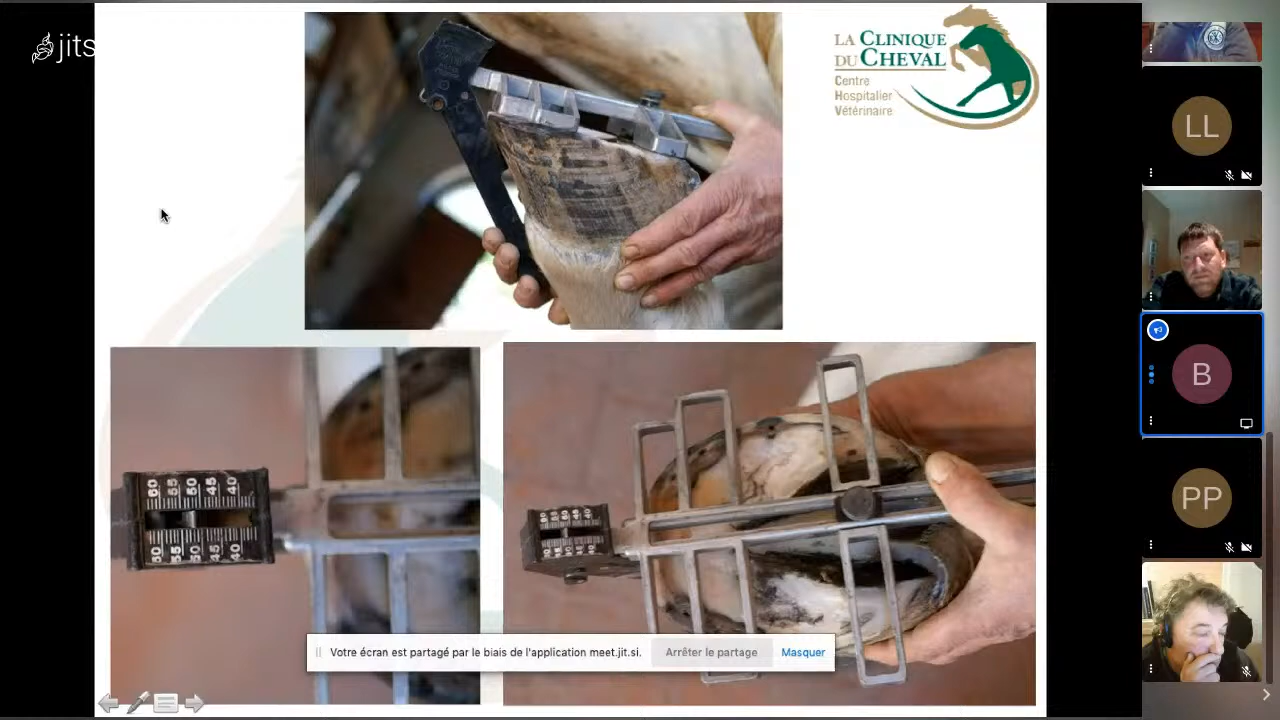 jits
LA CLINIQUE
DU CHEVAL
Centre
Hospitalier
Vétérinaire
LL
B
PP
60 55 50 45 40
60 55 50 45 40
Votre écran est partagé par le biais de l'application meet.jit.si.
Arrêter le partage
Masquer